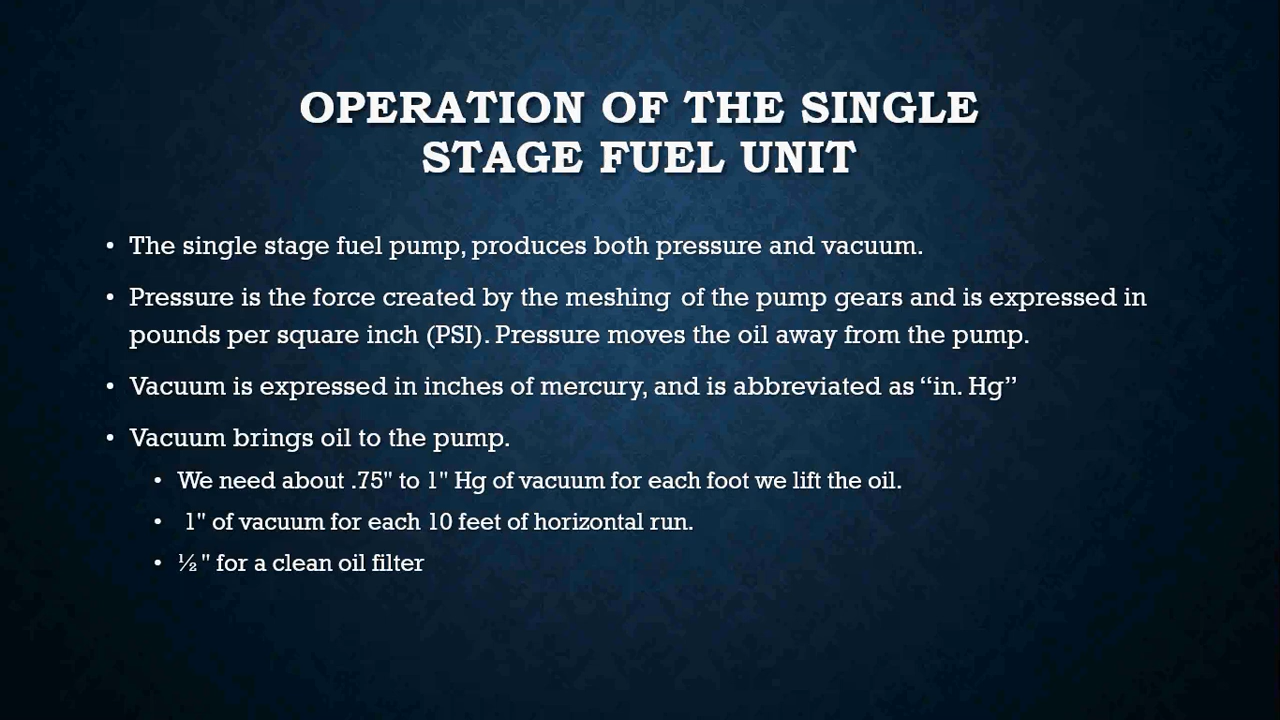 OPERATION OF THE SINGLE
STAGE FUEL UNIT
• The single stage fuel pump, produces both pressure and vacuum.
• Pressure is the force created by the meshing of the pump gears and is expressed in
pounds per square inch (PSI). Pressure moves the oil away from the pump.
• Vacuum is expressed in inches of mercury, and is abbreviated as “in. Hg”
• Vacuum brings oil to the pump.
• We need about .75" to 1" Hg of vacuum for each foot we lift the oil.
• 1" of vacuum for each 10 feet of horizontal run.
• ½ " for a clean oil filter